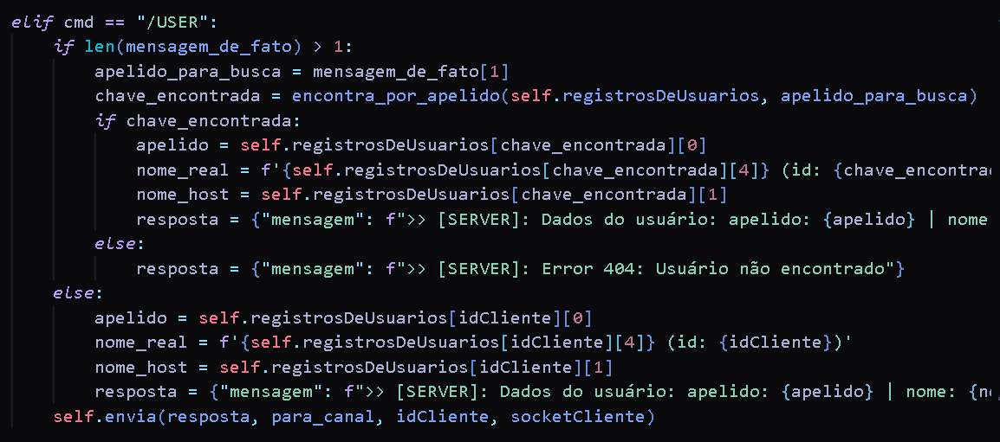 elif cmd == "/USER":
    if len(mensagem_de_fato) > 1:
        apelido_para_busca = mensagem_de_fato[1]
        chave_encontrada = encontra_por_apelido(self.registrosDeUsuarios, apelido_para_busca)
        if chave_encontrada:
            apelido = self.registrosDeUsuarios[chave_encontrada][0]
            nome_real = f'{self.registrosDeUsuarios[chave_encontrada][4]} (id: {chave_encontrad
            nome_host = self.registrosDeUsuarios[chave_encontrada][1]
            resposta = {"mensagem": f">> [SERVER]: Dados do usuário: apelido: {apelido} | nome
        else:
            resposta = {"mensagem": f">> [SERVER]: Error 404: Usuário não encontrado"}
    else:
        apelido = self.registrosDeUsuarios[idCliente][0]
        nome_real = f'{self.registrosDeUsuarios[idCliente][4]} (id: {idCliente})'
        nome_host = self.registrosDeUsuarios[idCliente][1]
        resposta = {"mensagem": f">> [SERVER]: Dados do usuário: apelido: {apelido} | nome: {no
    self.envia(resposta, para_canal, idCliente, socketCliente)